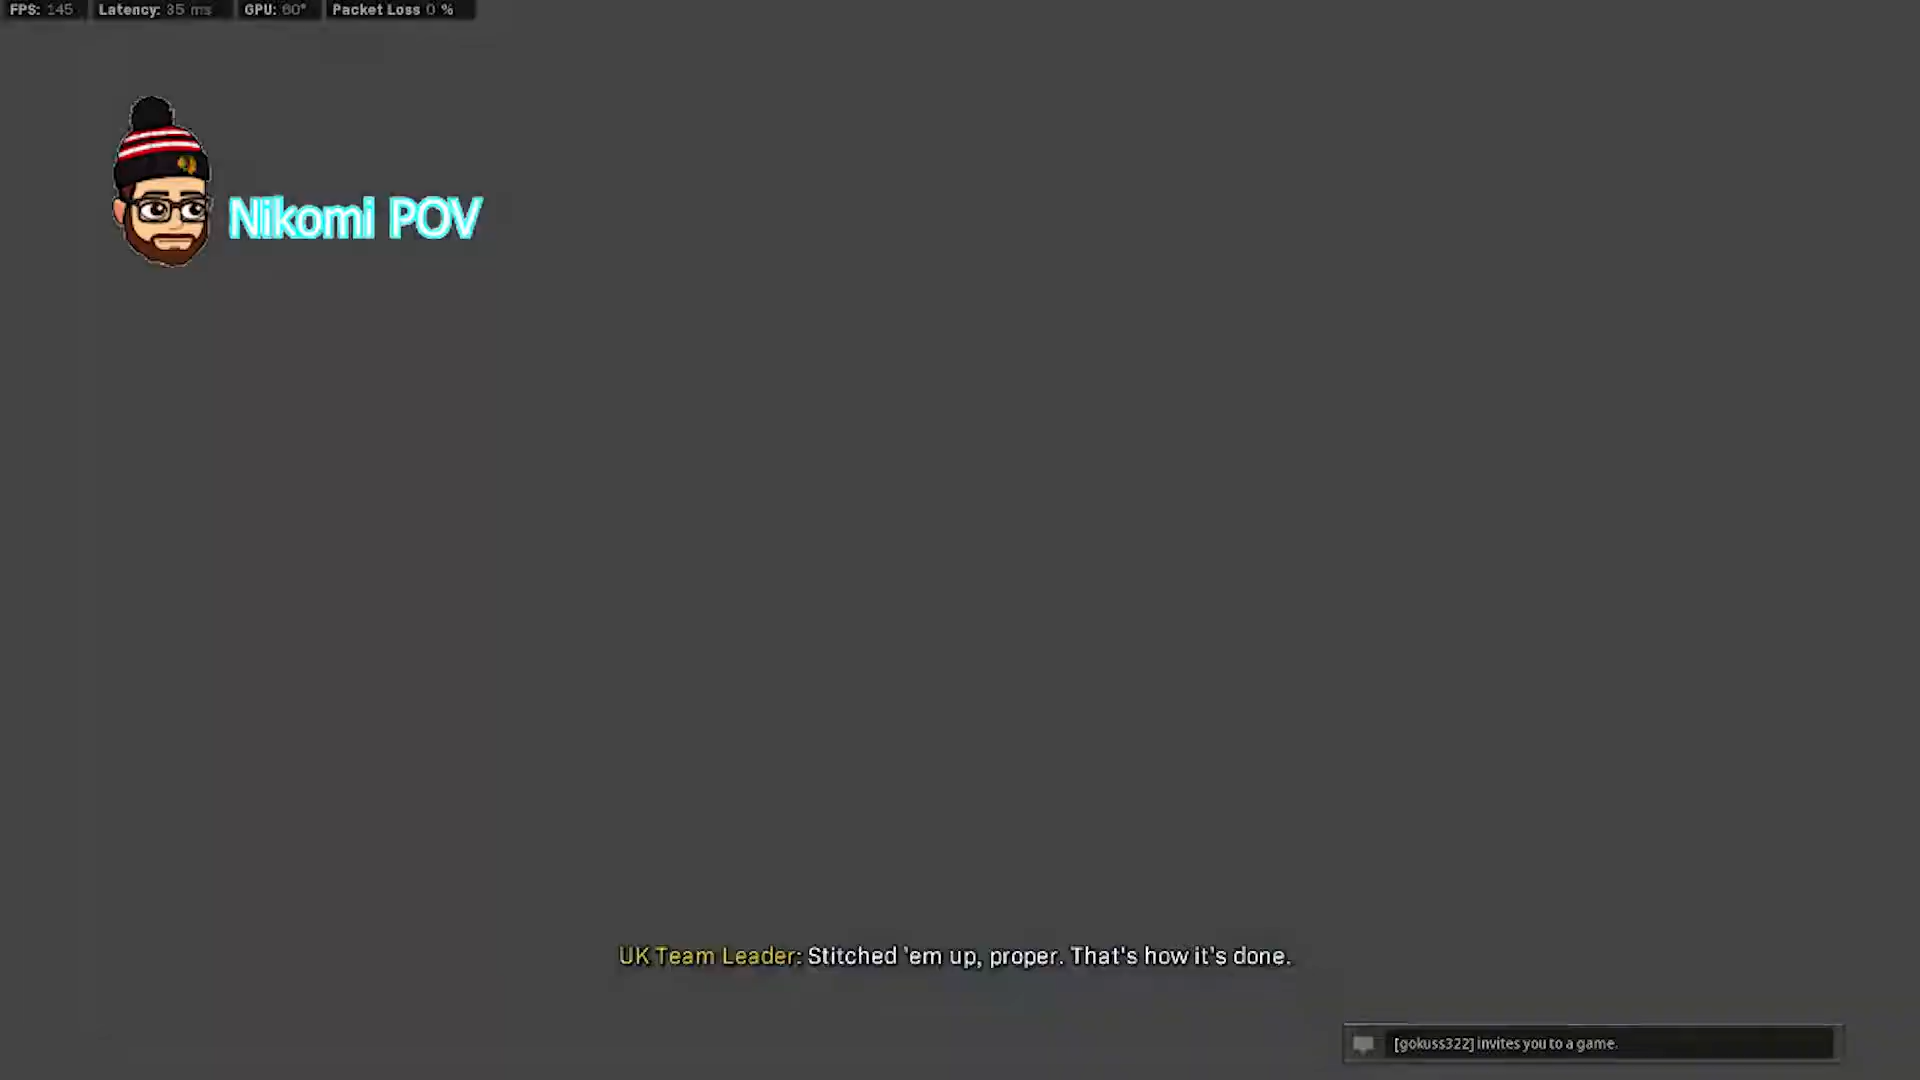 FPS: 145 Latency: 35 ms GPU: 60° Packet Loss 0 %
Nikomi POV
UK Team Leader: Stitched 'em up, proper. That's how it's done.
[gokuss322] invites you to a game.